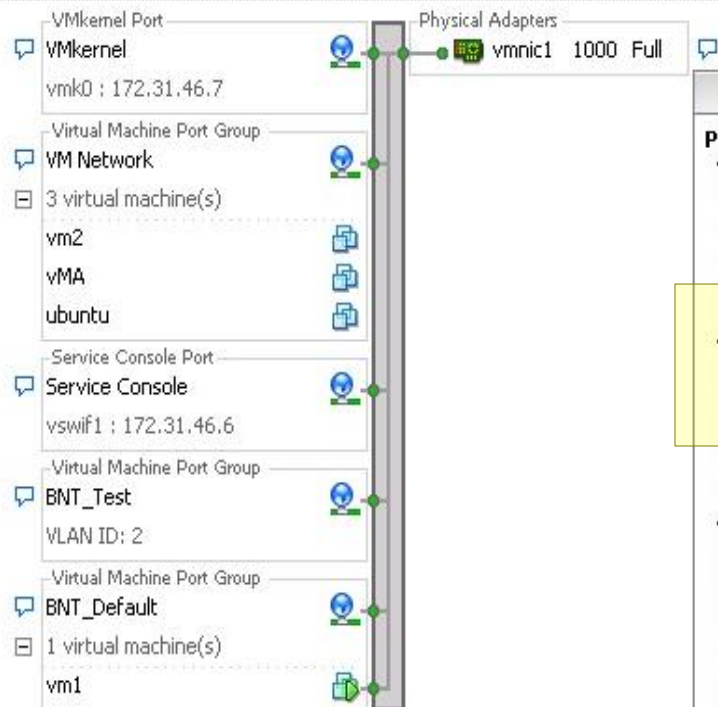 VMkernel Port
VMkernel
vmk0 : 172.31.46.7
Physical Adapters
vmnic1 1000 Full
Virtual Machine Port Group
VM Network
3 virtual machine(s)
vm2
vMA
ubuntu
Service Console Port
Service Console
vswif1 : 172.31.46.6
Virtual Machine Port Group
BNT_Test
VLAN ID: 2
Virtual Machine Port Group
BNT_Default
1 virtual machine(s)
vm1
P